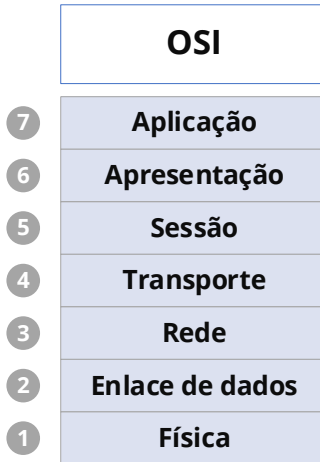 OSI
7 Aplicação
6 Apresentação
5 Sessão
4 Transporte
3 Rede
2 Enlace de dados
1 Física